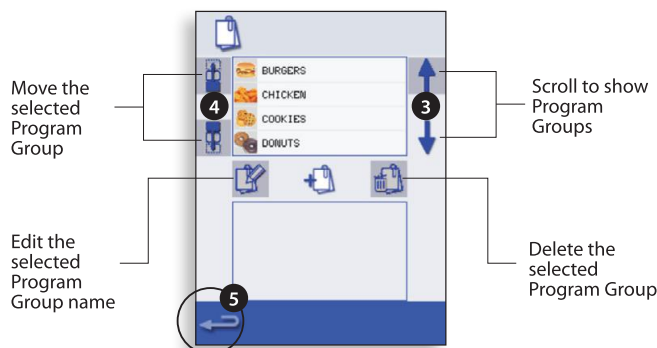 Move the
selected
Program
Group
4
BURGERS
CHICKEN
COOKIES
DONUTS
3
Scroll to show
Program
Groups
Edit the
selected
Program
Group name
Delete the
selected
Program Group
5